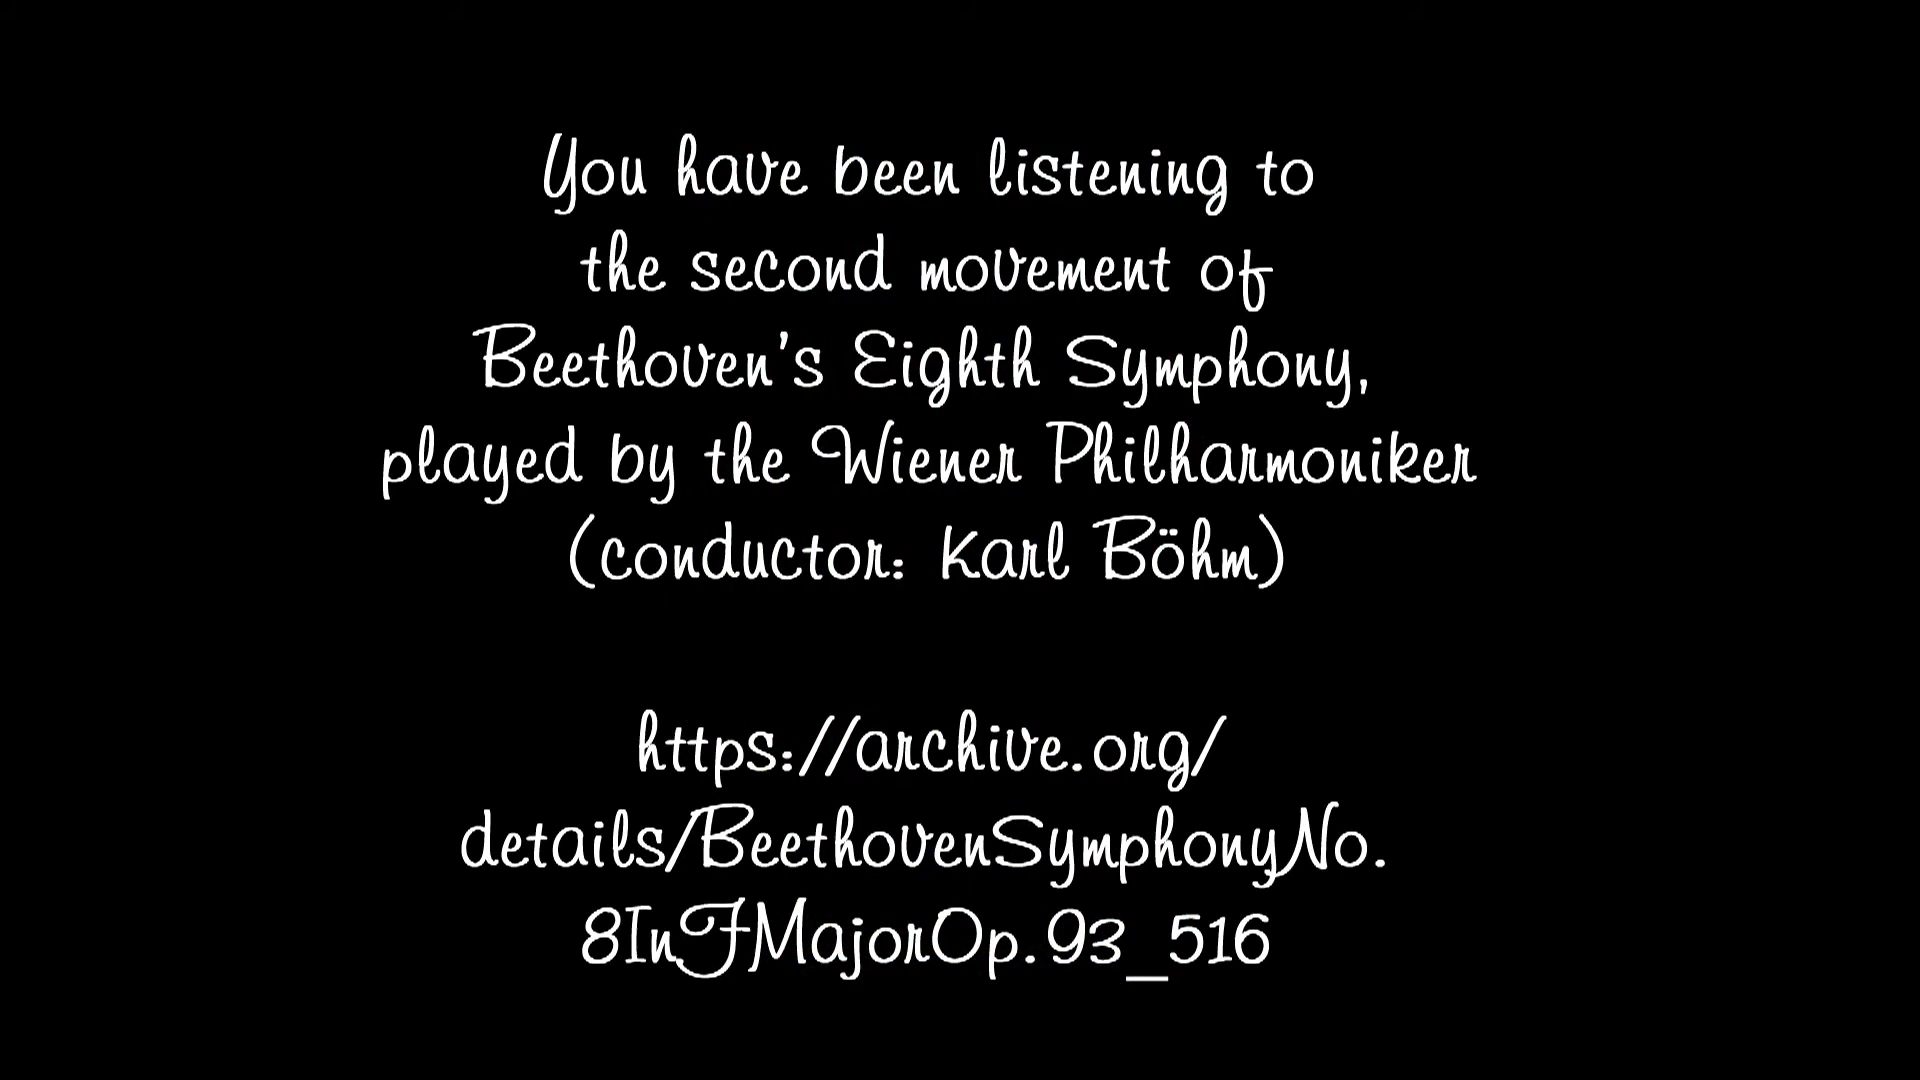 You have been listening to
the second movement of
Beethoven's Eighth Symphony,
played by the Wiener Philharmoniker
(conductor: Karl Böhm)
https://archive.org/
details/BeethovenSymphonyNo.
8InFMajorOp.93_516